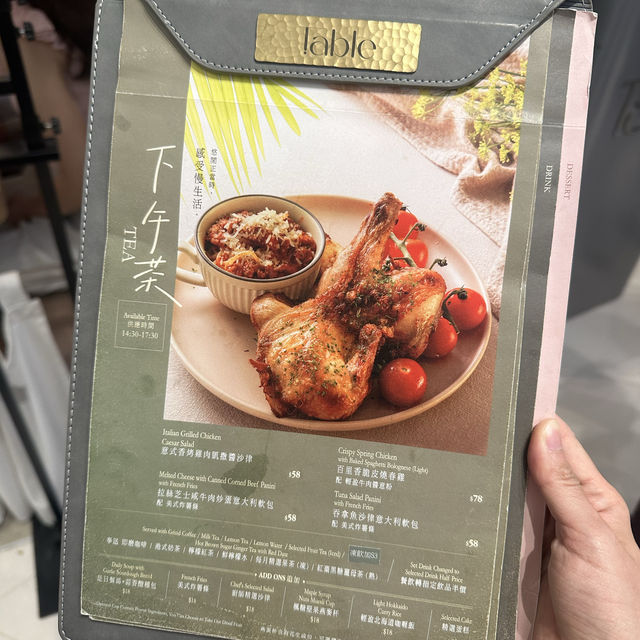 lable
DESSERT
DRINK
悠閒正當時，
感受慢生活．
下午茶
TEA
Available Time
供應時間
14:30-17:30
Italian Grilled Chicken
Caesar Salad
意式香烤雞肉凱撒醬沙律
$58
Crispy Spring Chicken
with Baked Spaghetti Bolognese (Light)
百里香脆皮燒春雞
配 輕盈牛肉醬意粉
$78
Melted Cheese with Canned Corned Beef Panini
with French Fries
拉絲芝士咸牛肉炒蛋意大利軟包
配 美式炸薯條
$58
Tuna Salad Panini
with French Fries
吞拿魚沙律意大利軟包
配 美式炸薯條
$58
Served with Grind Coffee / Milk Tea / Lemon Tea / Lemon Water / Selected Fruit Tea (Iced) /
Hot Brown Sugar Ginger Tea with Red Date
凍飲加$3
奉送 即磨咖啡 / 港式奶茶 / 檸檬紅茶 / 鮮檸檬水 / 每月精選果茶 (凍) / 紅棗黑糖薑母茶 (熱)
Set Drink Changed to
Selected Drink Half Price
餐飲轉指定飲品半價
ADD ONS 追加
Daily Soup with
Garlic Sourdough Bread
是日餐湯+蒜香酸種包
$18
French Fries
美式炸薯條
$18
Chef's Selected Salad
廚師精選沙律
$18
Maple Syrup
Nuts Muesli Cup
楓糖堅果燕麥杯
$18
Light Hokkaido
Curry Rice
輕盈北海道咖喱飯
$18
Selected Cake
精選蛋糕